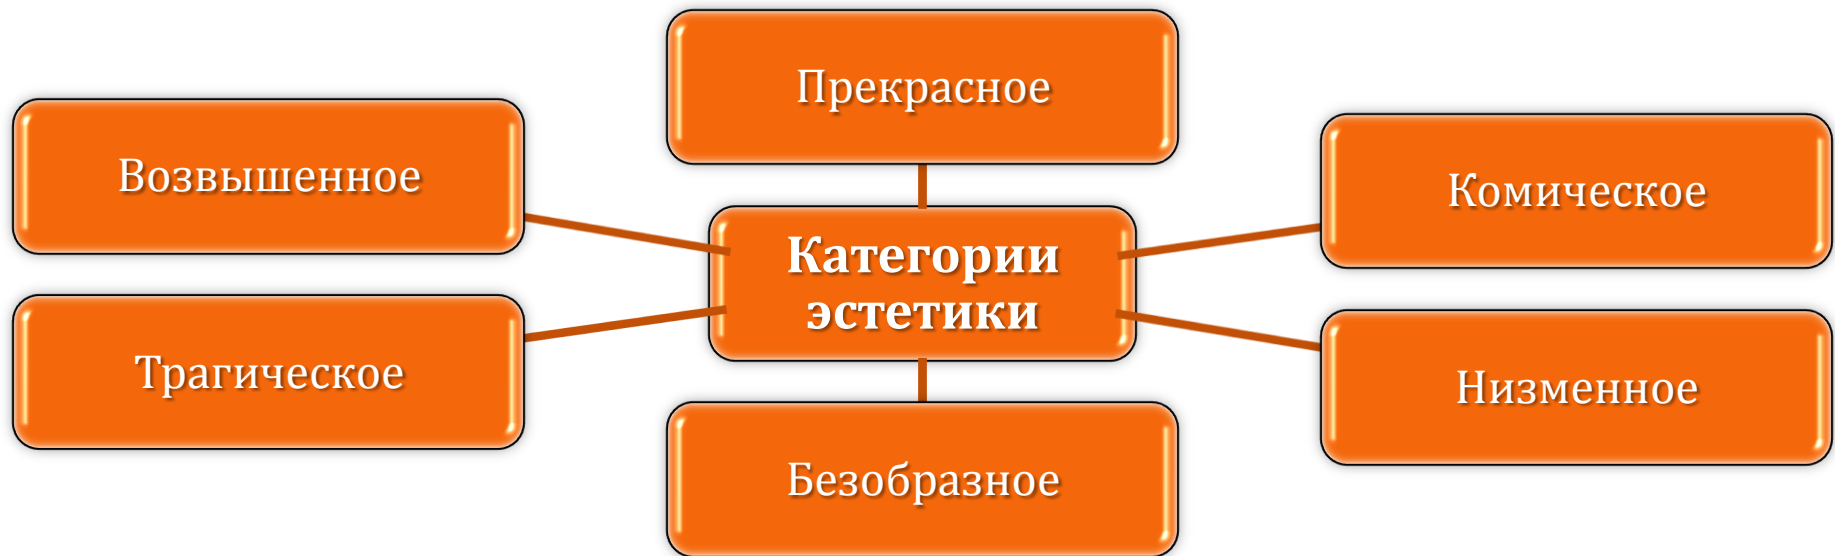 Прекрасное
Возвышенное
Комическое
Категории
эстетики
Трагическое
Низменное
Безобразное